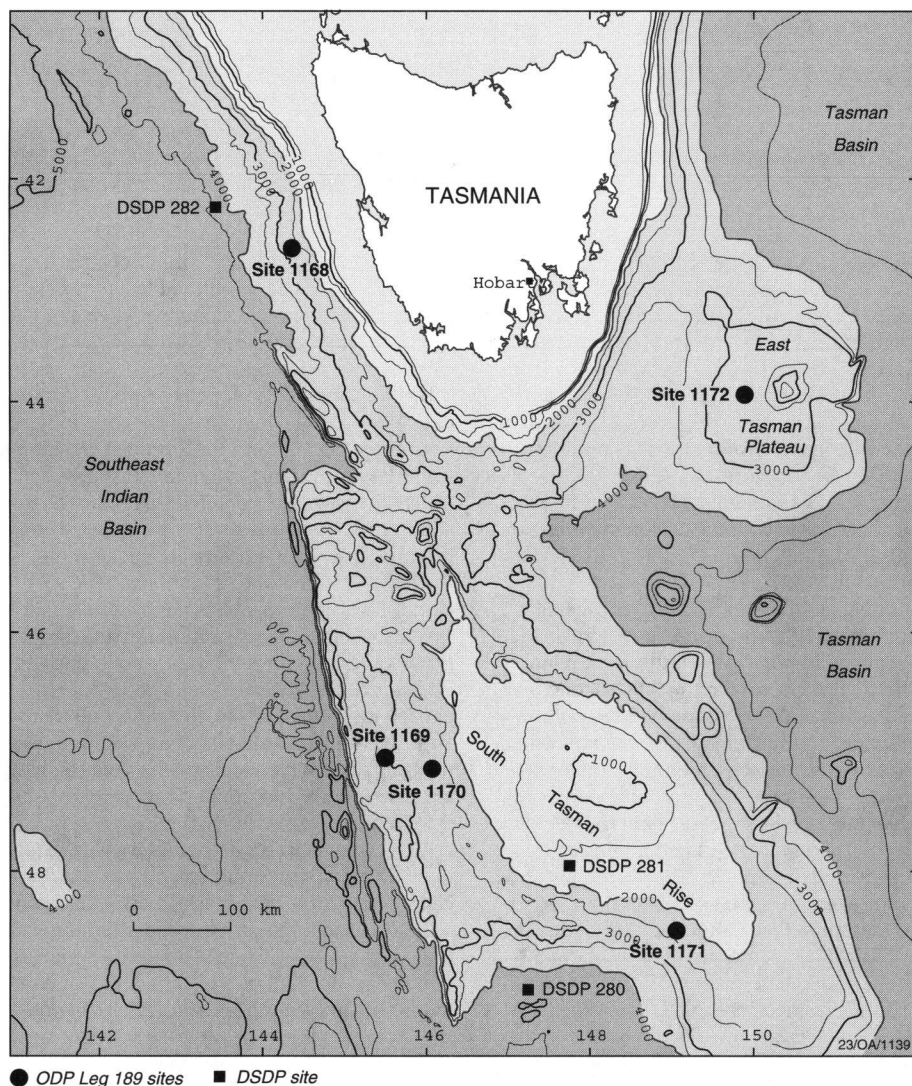 Tasman
Basin
5000
42
4000
3000
2000
1000
DSDP 282
TASMANIA
Site 1168
Hobar
East
44
Site 1172
1000
2000
3000
Tasman
Plateau
3000
Southeast
Indian
Basin
4000
46
Tasman
Basin
Site 1169
South
1000
Site 1170
Tasman
DSDP 281
48
4000
0 100 km
2000
Rise
4000
3000
3000
Site 1171
DSDP 280
4000
142 144 146 148 150
23/OA/1139
ODP Leg 189 sites DSDP site